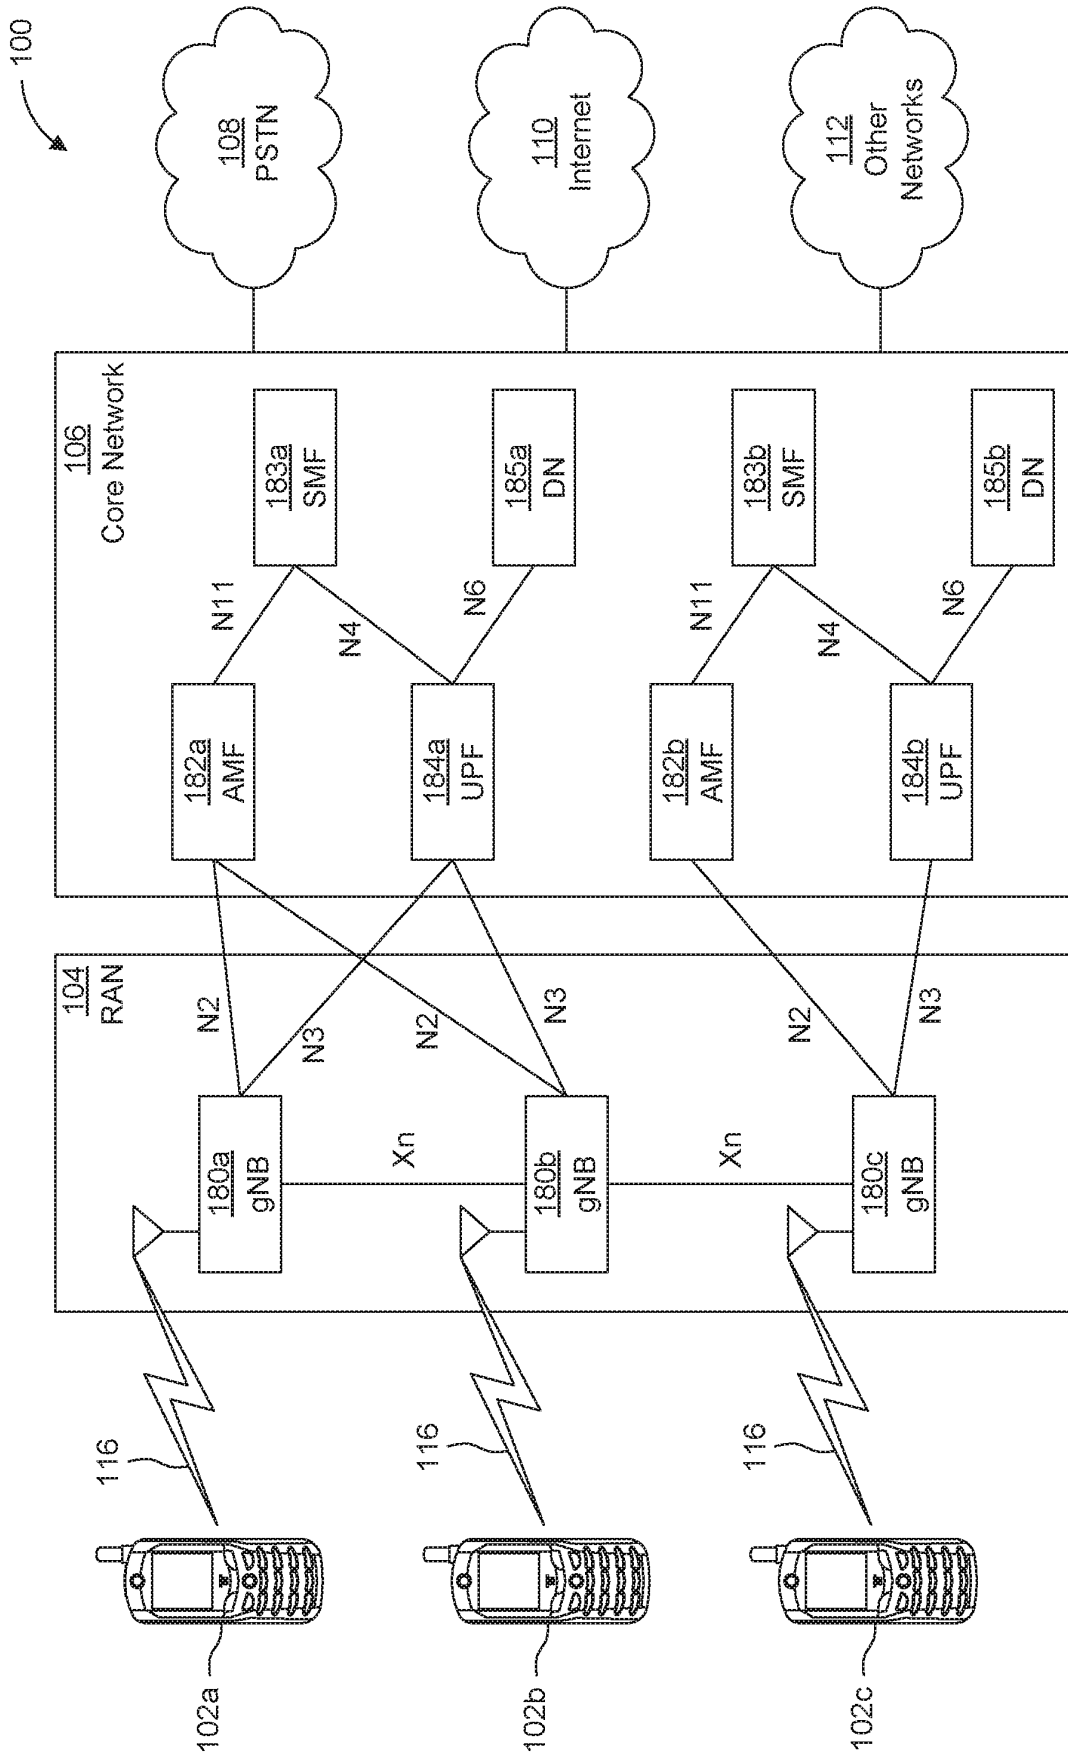 100
108
PSTN
110
Internet
112
Other
Networks
106
Core Network
183a
SMF
185a
DN
183b
SMF
185b
DN
N11
N4
N6
N11
N4
N6
182a
AMF
184a
UPF
182b
AMF
184b
UPF
104
RAN
N2
N3
N2
N3
N2
N3
180a
gNB
Xn
180b
gNB
Xn
180c
gNB
116
116
116
102a
102b
102c